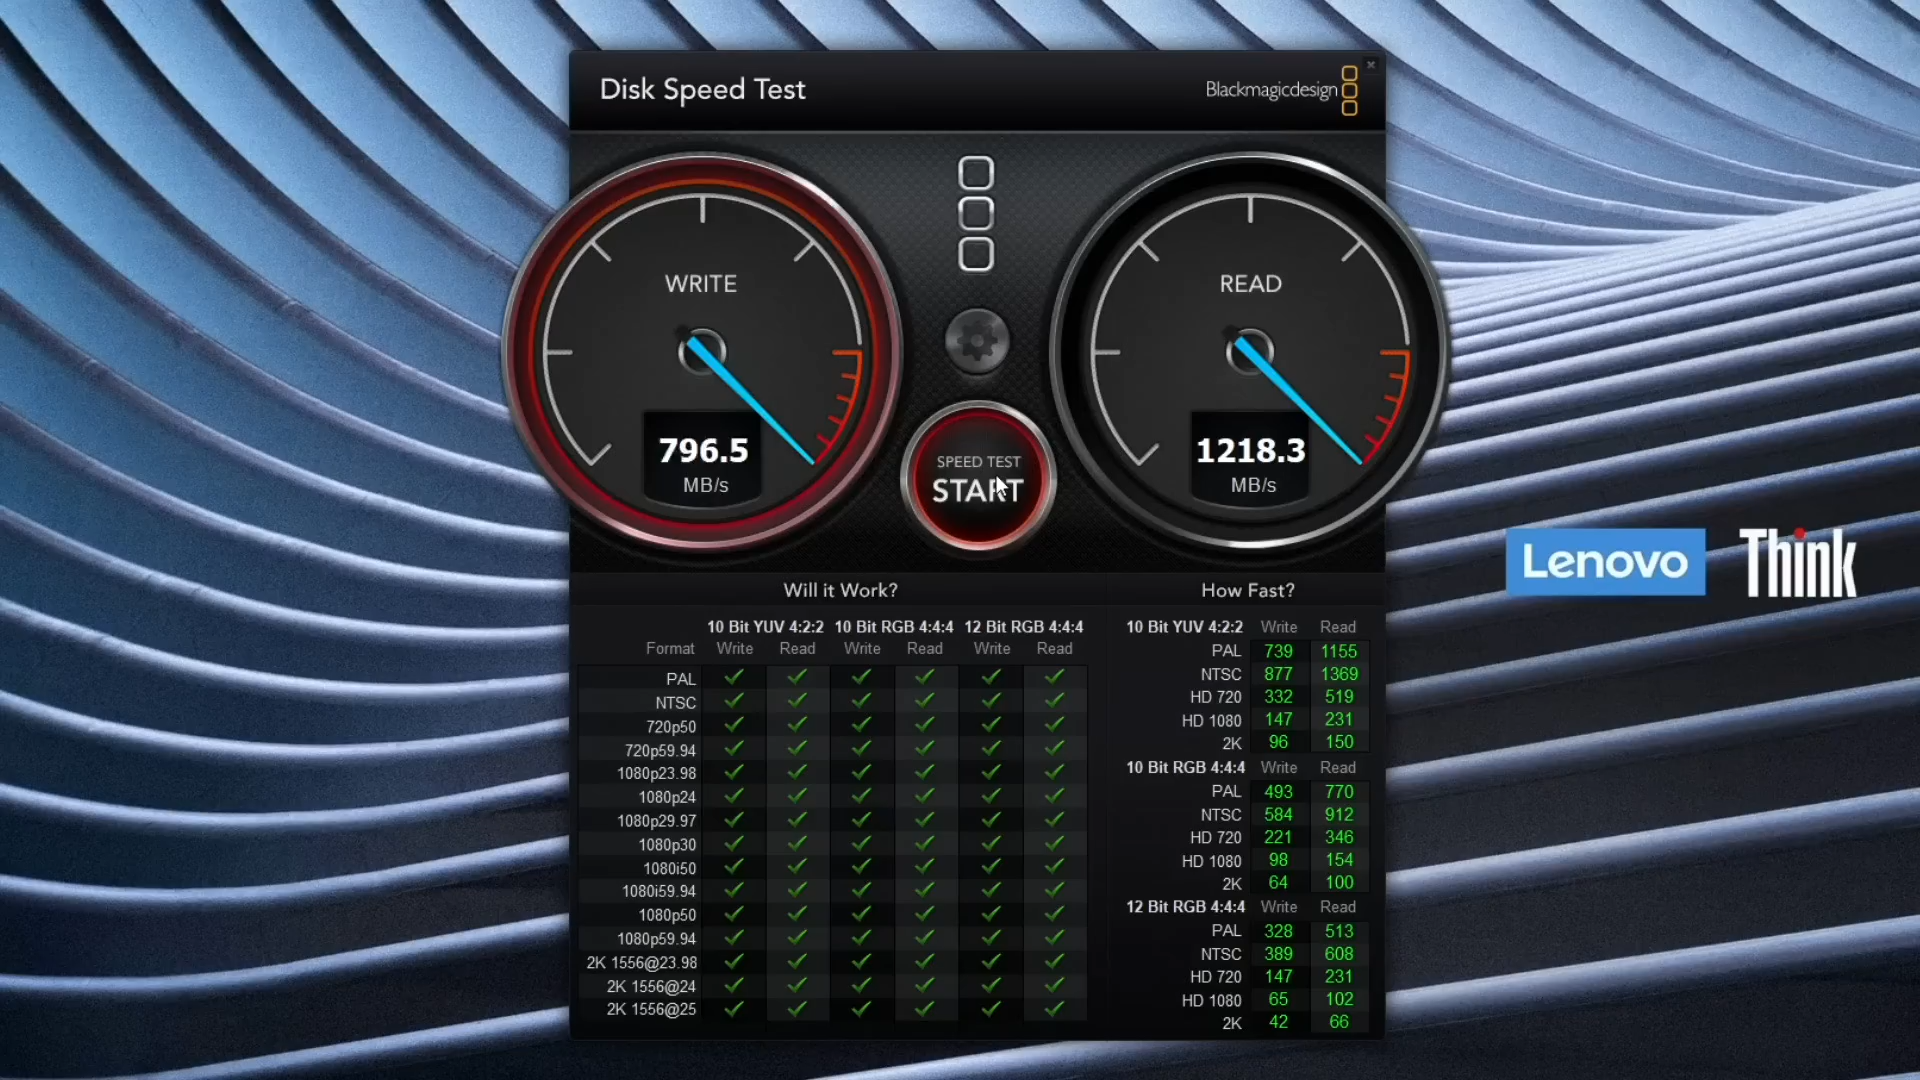 Disk Speed Test
Blackmagicdesign
WRITE
796.5
MB/s
SPEED TEST
START
READ
1218.3
MB/s
Lenovo
Think
Will it Work?
10 Bit YUV 4:2:2 10 Bit RGB 4:4:4 12 Bit RGB 4:4:4
Format Write Read Write Read Write Read
PAL
NTSC
720p50
720p59.94
1080p23.98
1080p24
1080p29.97
1080p30
1080i50
1080i59.94
1080p50
1080p59.94
2K 1556@23.98
2K 1556@24
2K 1556@25
How Fast?
10 Bit YUV 4:2:2 Write Read
PAL 739 1155
NTSC 877 1369
HD 720 332 519
HD 1080 147 231
2K 96 150
10 Bit RGB 4:4:4 Write Read
PAL 493 770
NTSC 584 912
HD 720 221 346
HD 1080 98 154
2K 64 100
12 Bit RGB 4:4:4 Write Read
PAL 328 513
NTSC 389 608
HD 720 147 231
HD 1080 65 102
2K 42 66